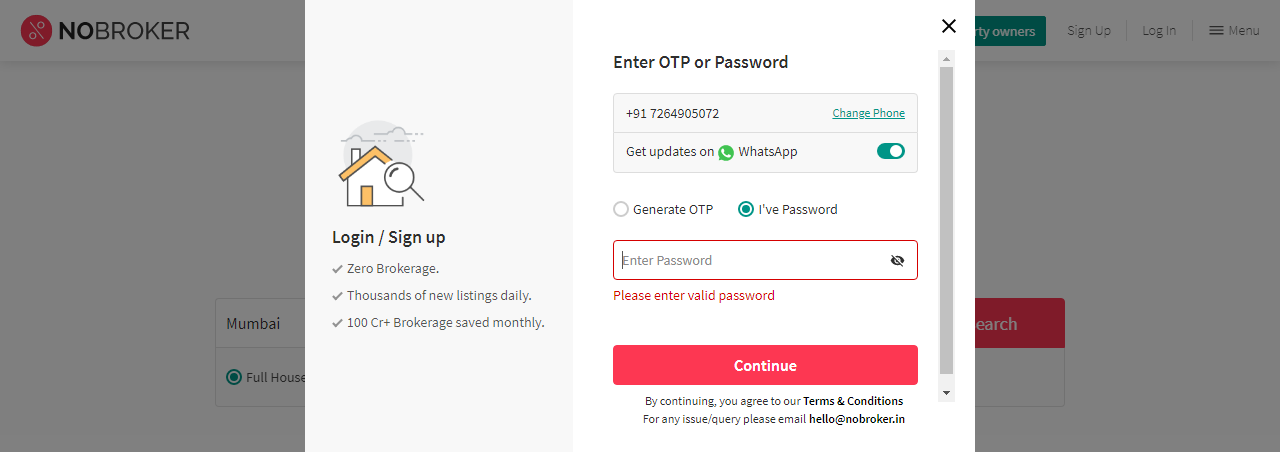 NOBROKER
rty owners
Sign Up
Log In
Menu
Enter OTP or Password
+91 7264905072
Change Phone
Get updates on WhatsApp
Generate OTP
I've Password
Enter Password
Please enter valid password
Continue
By continuing, you agree to our Terms & Conditions
For any issue/query please email hello@nobroker.in
Login / Sign up
Zero Brokerage.
Thousands of new listings daily.
100 Cr+ Brokerage saved monthly.
Mumbai
earch
Full House